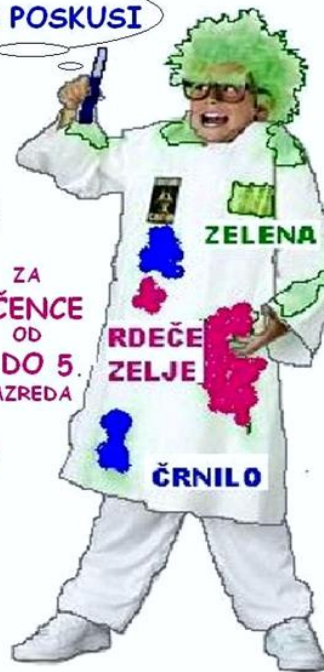 POSKUSI
ZELENA
ZA
ČENCE
OD
DO 5.
AZREDA
RDEČE
ZELJE
ČRNILO